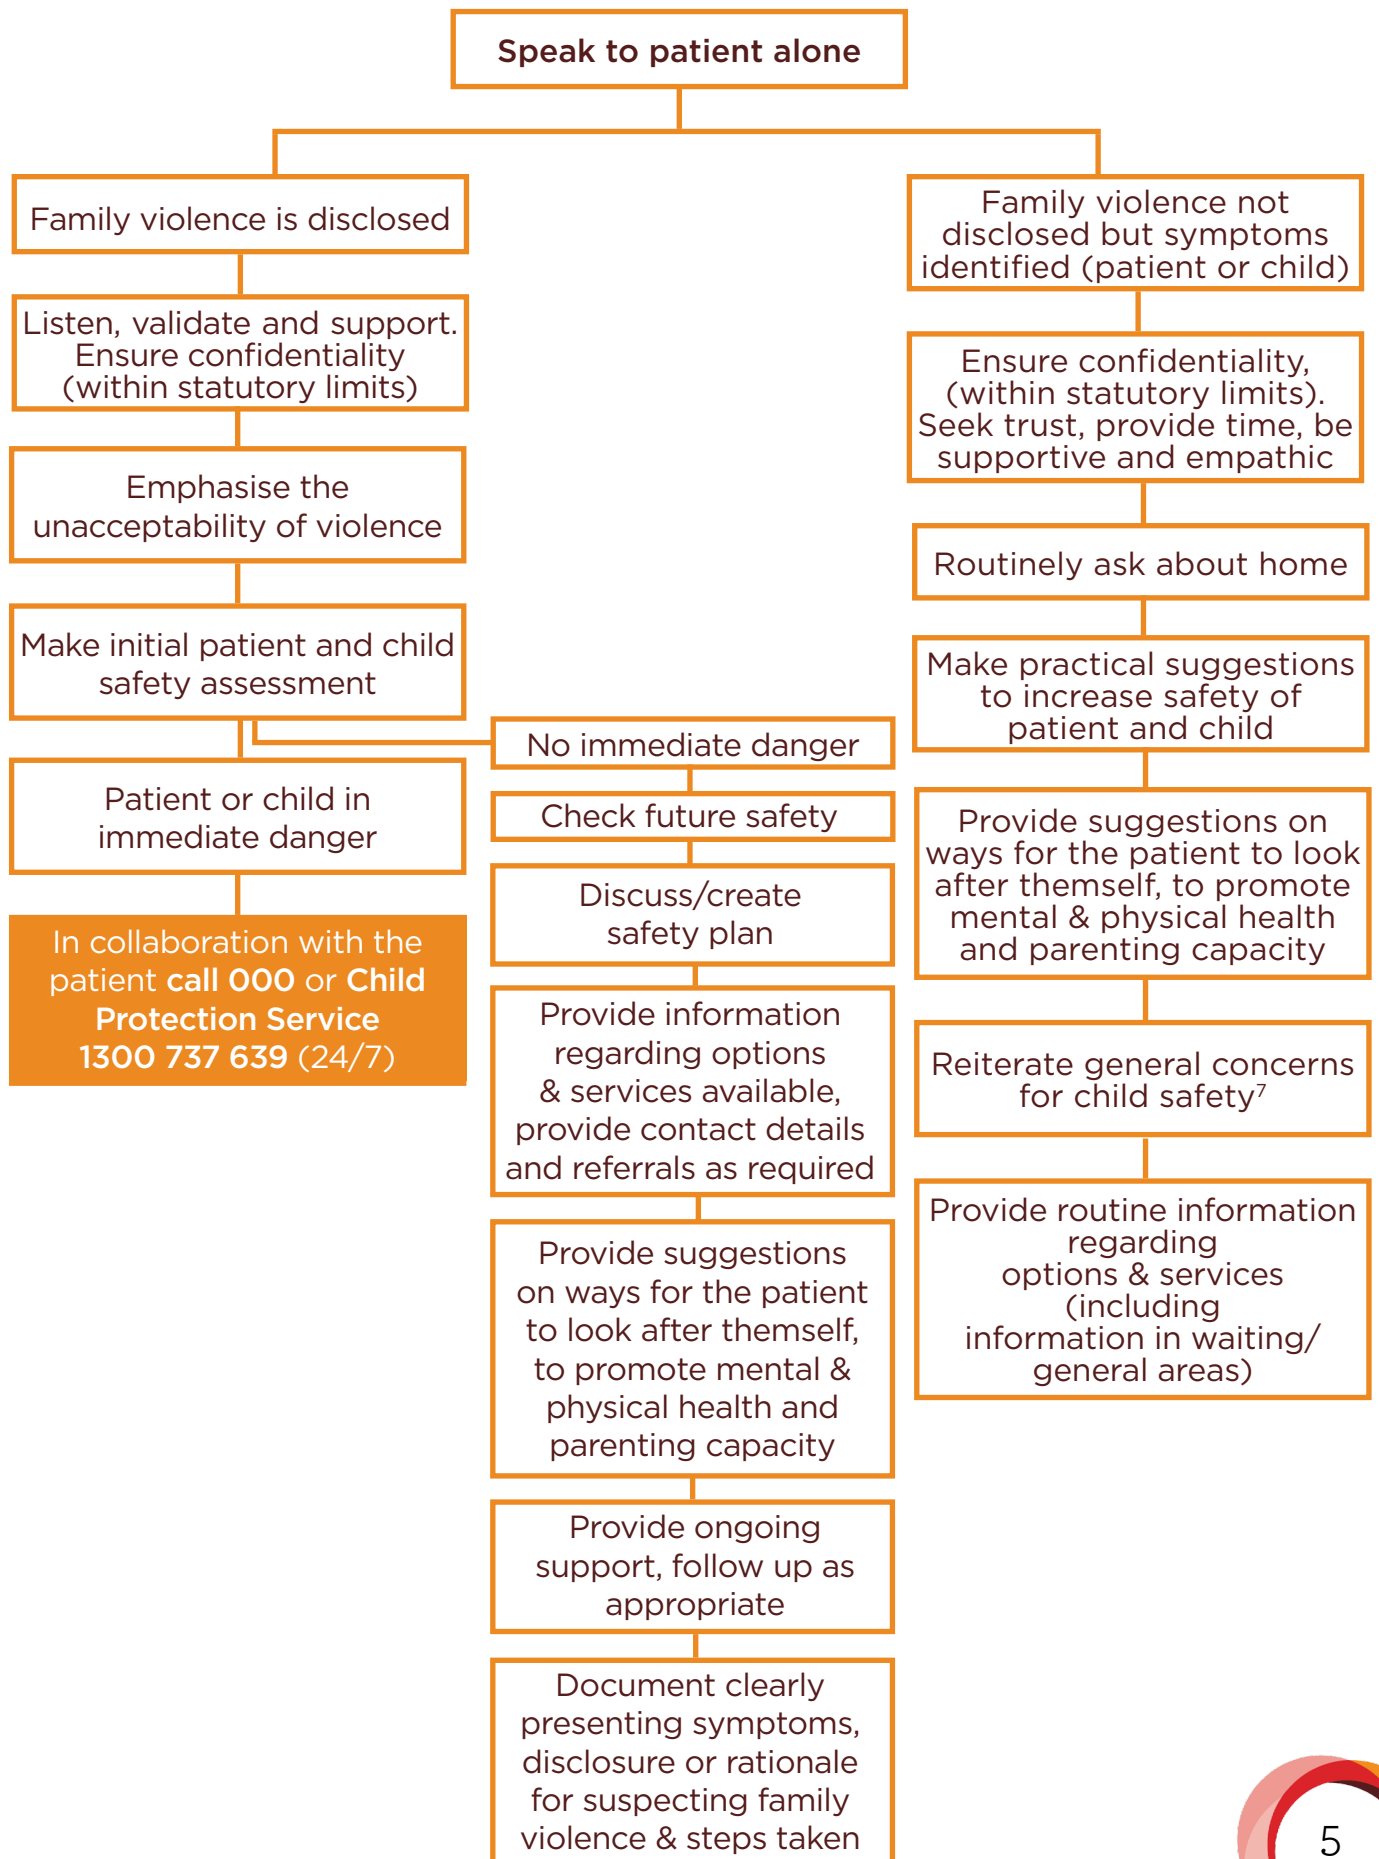 Speak to patient alone
Family violence is disclosed
Listen, validate and support.
Ensure confidentiality
(within statutory limits)
Emphasise the
unacceptability of violence
Make initial patient and child
safety assessment
Patient or child in
immediate danger
In collaboration with the
patient call 000 or Child
Protection Service
1300 737 639 (24/7)
No immediate danger
Check future safety
Discuss/create
safety plan
Provide information
regarding options
& services available,
provide contact details
and referrals as required
Provide suggestions
on ways for the patient
to look after themself,
to promote mental &
physical health and
parenting capacity
Provide ongoing
support, follow up as
appropriate
Document clearly
presenting symptoms,
disclosure or rationale
for suspecting family
violence & steps taken
Family violence not
disclosed but symptoms
identified (patient or child)
Ensure confidentiality,
(within statutory limits).
Seek trust, provide time, be
supportive and empathic
Routinely ask about home
Make practical suggestions
to increase safety of
patient and child
Provide suggestions on
ways for the patient to look
after themself, to promote
mental & physical health
and parenting capacity
Reiterate general concerns
for child safety⁷
Provide routine information
regarding
options & services
(including
information in waiting/
general areas)
5